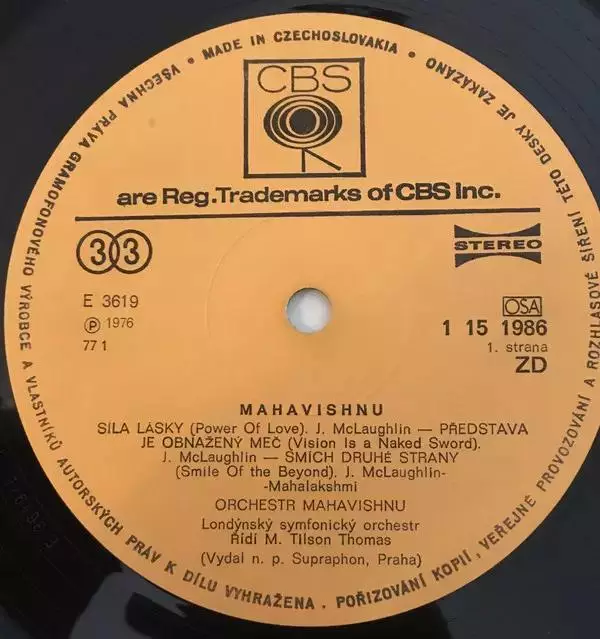 VŠECHNA PRÁVA GRAMOFONOVÉHO VÝROBCE A VLASTNÍKŮ AUTORSKÝCH PRÁV K DÍLU VYHRAŽENA . POŘIZOVÁNÍ KOPIÍ , VEŘEJNÉ PROVOZOVÁNÍ A ROZHLASOVÉ ŠÍŘENÍ TÉTO DESKY JE ZAKÁZÁNO • MADE IN CZECHOSLOVAKIA •
CBS
are Reg.Trademarks of CBS Inc.
33
STEREO
E 3619
Ⓟ 1976
77 1
OSA
1 15 1986
1. strana
ZD
MAHAVISHNU
SÍLA LÁSKY (Power Of Love). J. McLaughlin — PŘEDSTAVA
JE OBNAŽENÝ MEČ (Vision Is a Naked Sword).
J. McLaughlin — SMÍCH DRUHÉ STRANY
(Smile Of the Beyond). J. McLaughlin-
-Mahalakshmi
ORCHESTR MAHAVISHNU
Londýnský symfonický orchestr
Řídí M. Tilson Thomas
(Vydal n. p. Supraphon, Praha)